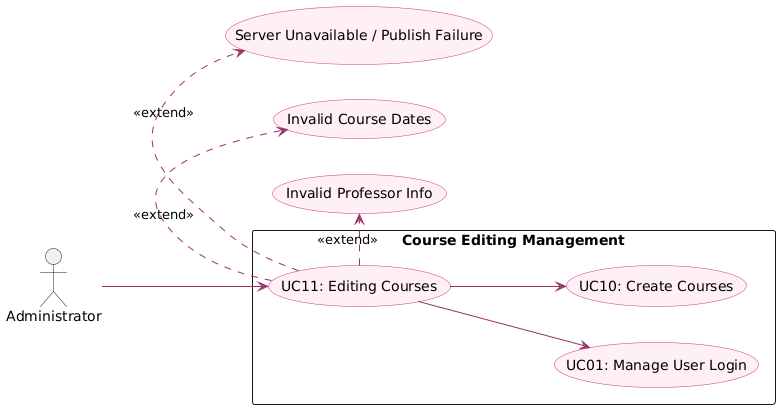 Server Unavailable / Publish Failure
«extend»
Invalid Course Dates
Invalid Professor Info
«extend»
«extend»
Course Editing Management
UC11: Editing Courses
UC10: Create Courses
Administrator
UC01: Manage User Login